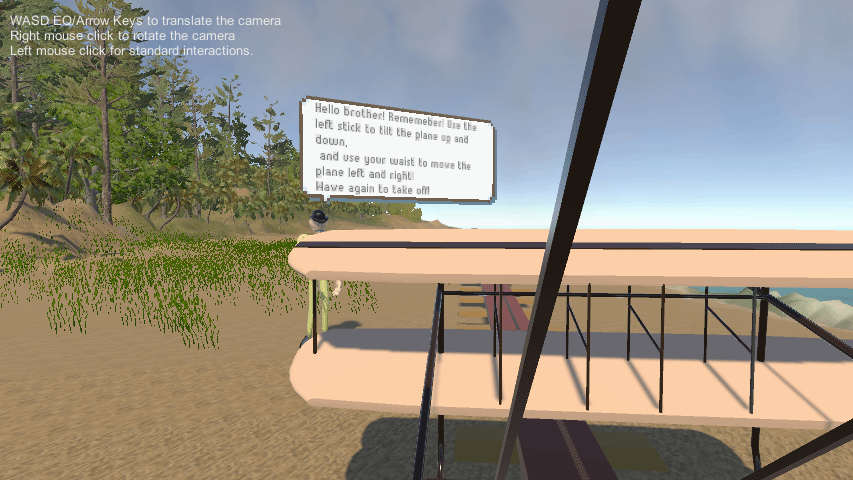 WASD EQ/Arrow Keys to translate the camera
Right mouse click to rotate the camera
Left mouse click for standard interactions.
Hello brother! Rememeber! Use the
left stick to tilt the plane up and
down,
and use your waist to move the
plane left and right!
Wave again to take off!